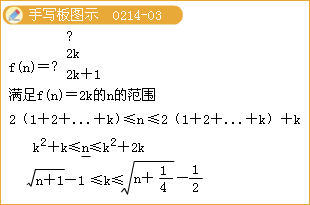 手写板图示 0214-03
?
2k
f(n)=?
2k+1
满足f(n)=2k的n的范围
2(1+2+...+k)≤n≤2(1+2+...+k)+k
k²+k≤n≤k²+2k
√(n+1)-1≤k≤√(n+1/4)-1/2